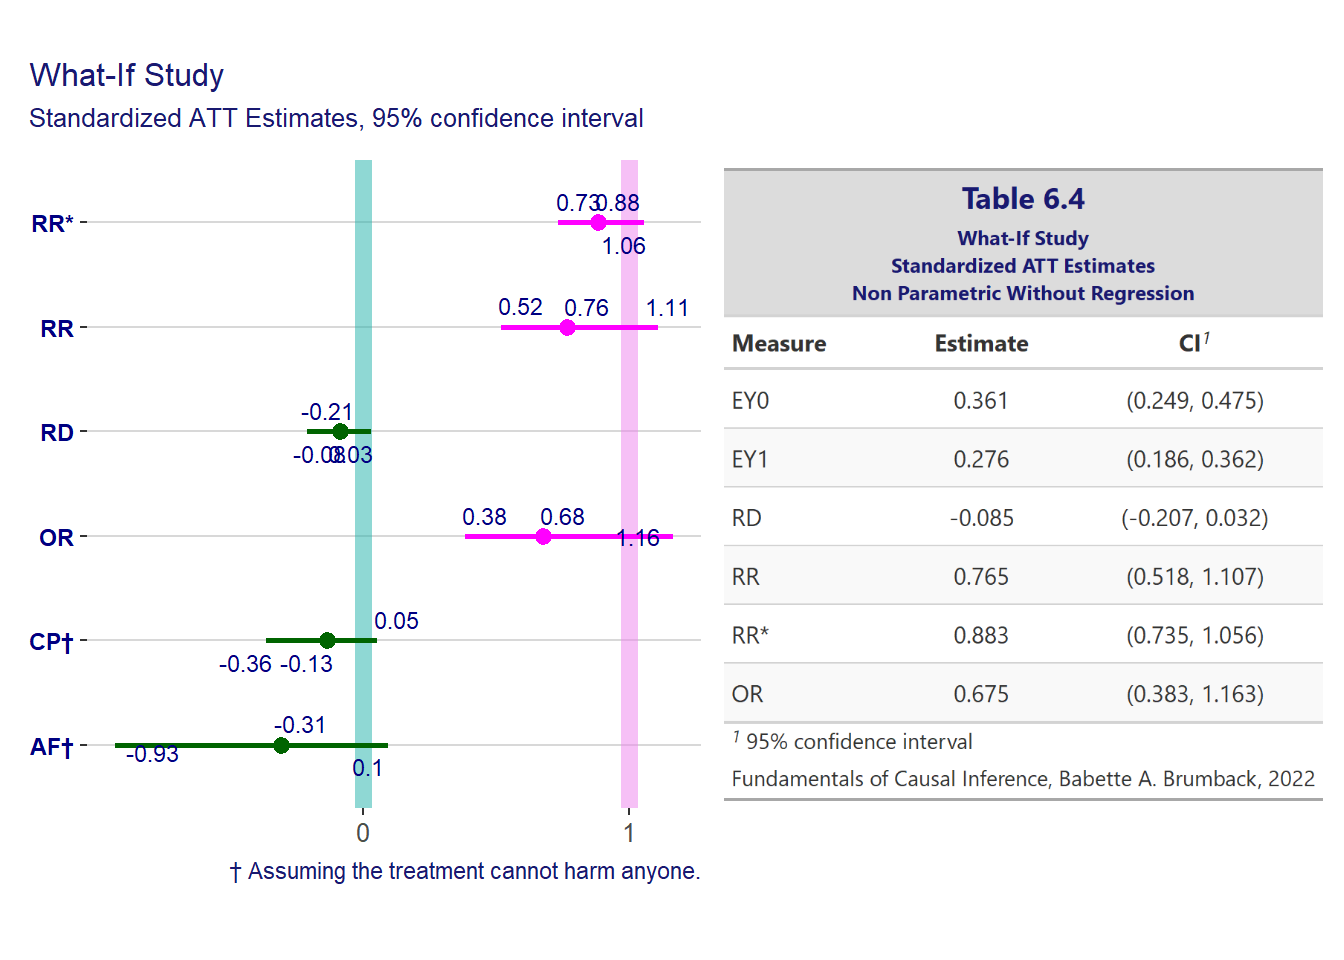 What-If Study
Standardized ATT Estimates, 95% confidence interval
RR*
0.73 0.88
1.06
RR
0.52 0.76 1.11
RD
-0.21
-0.08 0.03
OR
0.38 0.68
1.16
CP†
0.05
-0.36 -0.13
AF†
-0.31
-0.93
0.1
0 1
† Assuming the treatment cannot harm anyone.
Table 6.4
What-If Study
Standardized ATT Estimates
Non Parametric Without Regression
Measure Estimate CI1
EY0 0.361 (0.249, 0.475)
EY1 0.276 (0.186, 0.362)
RD -0.085 (-0.207, 0.032)
RR 0.765 (0.518, 1.107)
RR* 0.883 (0.735, 1.056)
OR 0.675 (0.383, 1.163)
1 95% confidence interval
Fundamentals of Causal Inference, Babette A. Brumback, 2022